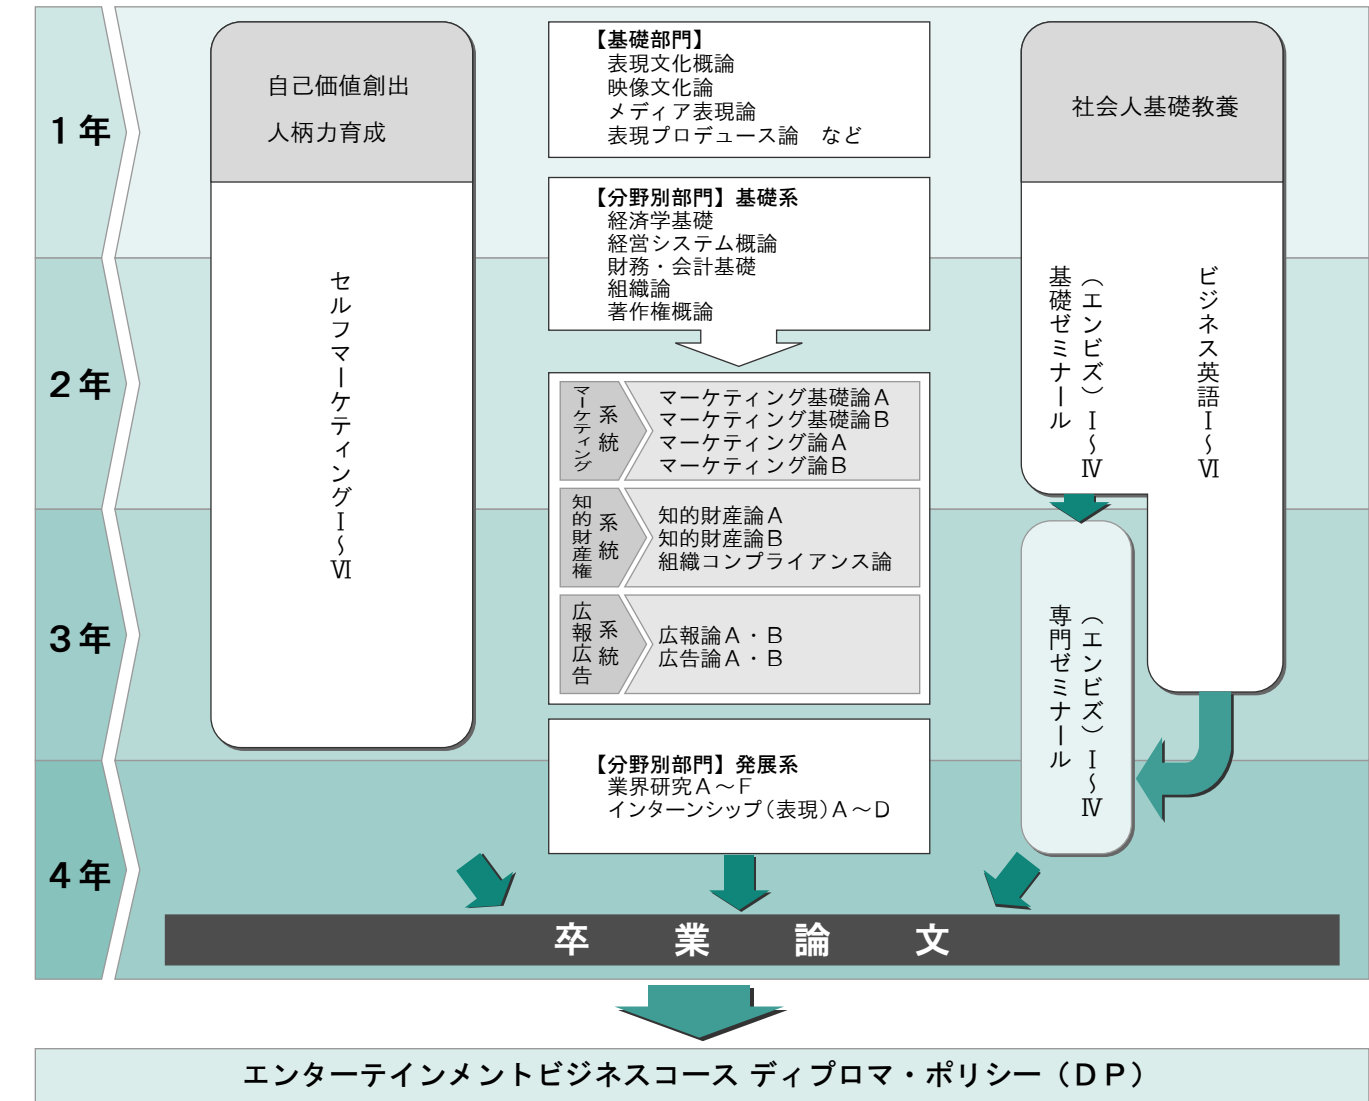 1年
自己価値創出
人柄力育成
セルフマーケティングⅠ～Ⅵ
【基礎部門】
表現文化概論
映像文化論
メディア表現論
表現プロデュース論　など
【分野別部門】基礎系
経済学基礎
経営システム概論
財務・会計基礎
組織論
著作権概論
社会人基礎教養
（エンビズ）Ⅰ～Ⅳ
基礎ゼミナール
ビジネス英語Ⅰ～Ⅵ
2年
マーケティング
系統
マーケティング基礎論A
マーケティング基礎論B
マーケティング論A
マーケティング論B
知的財産権
系統
知的財産論A
知的財産論B
組織コンプライアンス論
3年
広報広告
系統
広報論A・B
広告論A・B
（エンビズ）Ⅰ～Ⅳ
専門ゼミナール
【分野別部門】発展系
業界研究A～F
インターンシップ（表現）A～D
4年
卒業論文
エンターテインメントビジネスコース ディプロマ・ポリシー（DP）